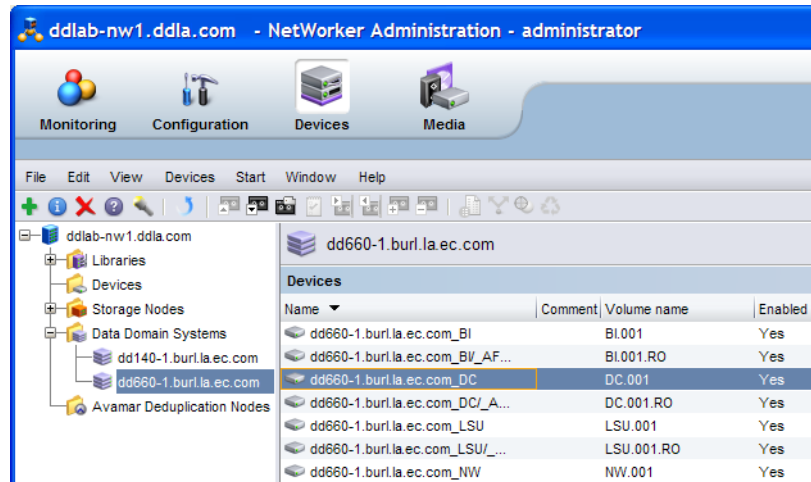 ddlab-nw1.ddla.com - NetWorker Administration - administrator
Monitoring Configuration Devices Media
File Edit View Devices Start Window Help
ddlab-nw1.ddla.com
Libraries
Devices
Storage Nodes
Data Domain Systems
dd140-1.burl.la.ec.com
dd660-1.burl.la.ec.com
Avamar Deduplication Nodes
dd660-1.burl.la.ec.com
Devices
Name Comment Volume name Enabled
dd660-1.burl.la.ec.com_BI BI.001 Yes
dd660-1.burl.la.ec.com_BI/_AF... BI.001.RO Yes
dd660-1.burl.la.ec.com_DC DC.001 Yes
dd660-1.burl.la.ec.com_DC/_A... DC.001.RO Yes
dd660-1.burl.la.ec.com_LSU LSU.001 Yes
dd660-1.burl.la.ec.com_LSU/_... LSU.001.RO Yes
dd660-1.burl.la.ec.com_NW NW.001 Yes